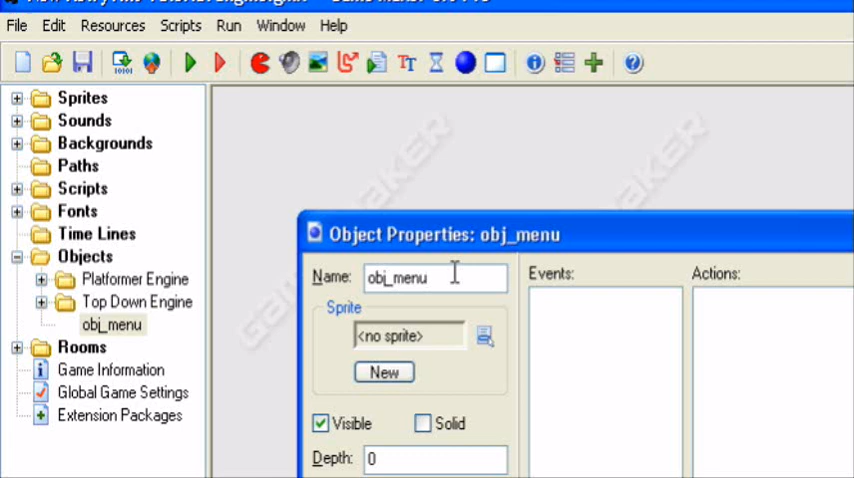 File Edit Resources Scripts Run Window Help
Sprites
Sounds
Backgrounds
Paths
Scripts
Fonts
Time Lines
Objects
Platformer Engine
Top Down Engine
obj_menu
Rooms
Game Information
Global Game Settings
Extension Packages
Object Properties: obj_menu
Name: obj_menu
Sprite
<no sprite>
New
Visible Solid
Depth: 0
Events:
Actions: